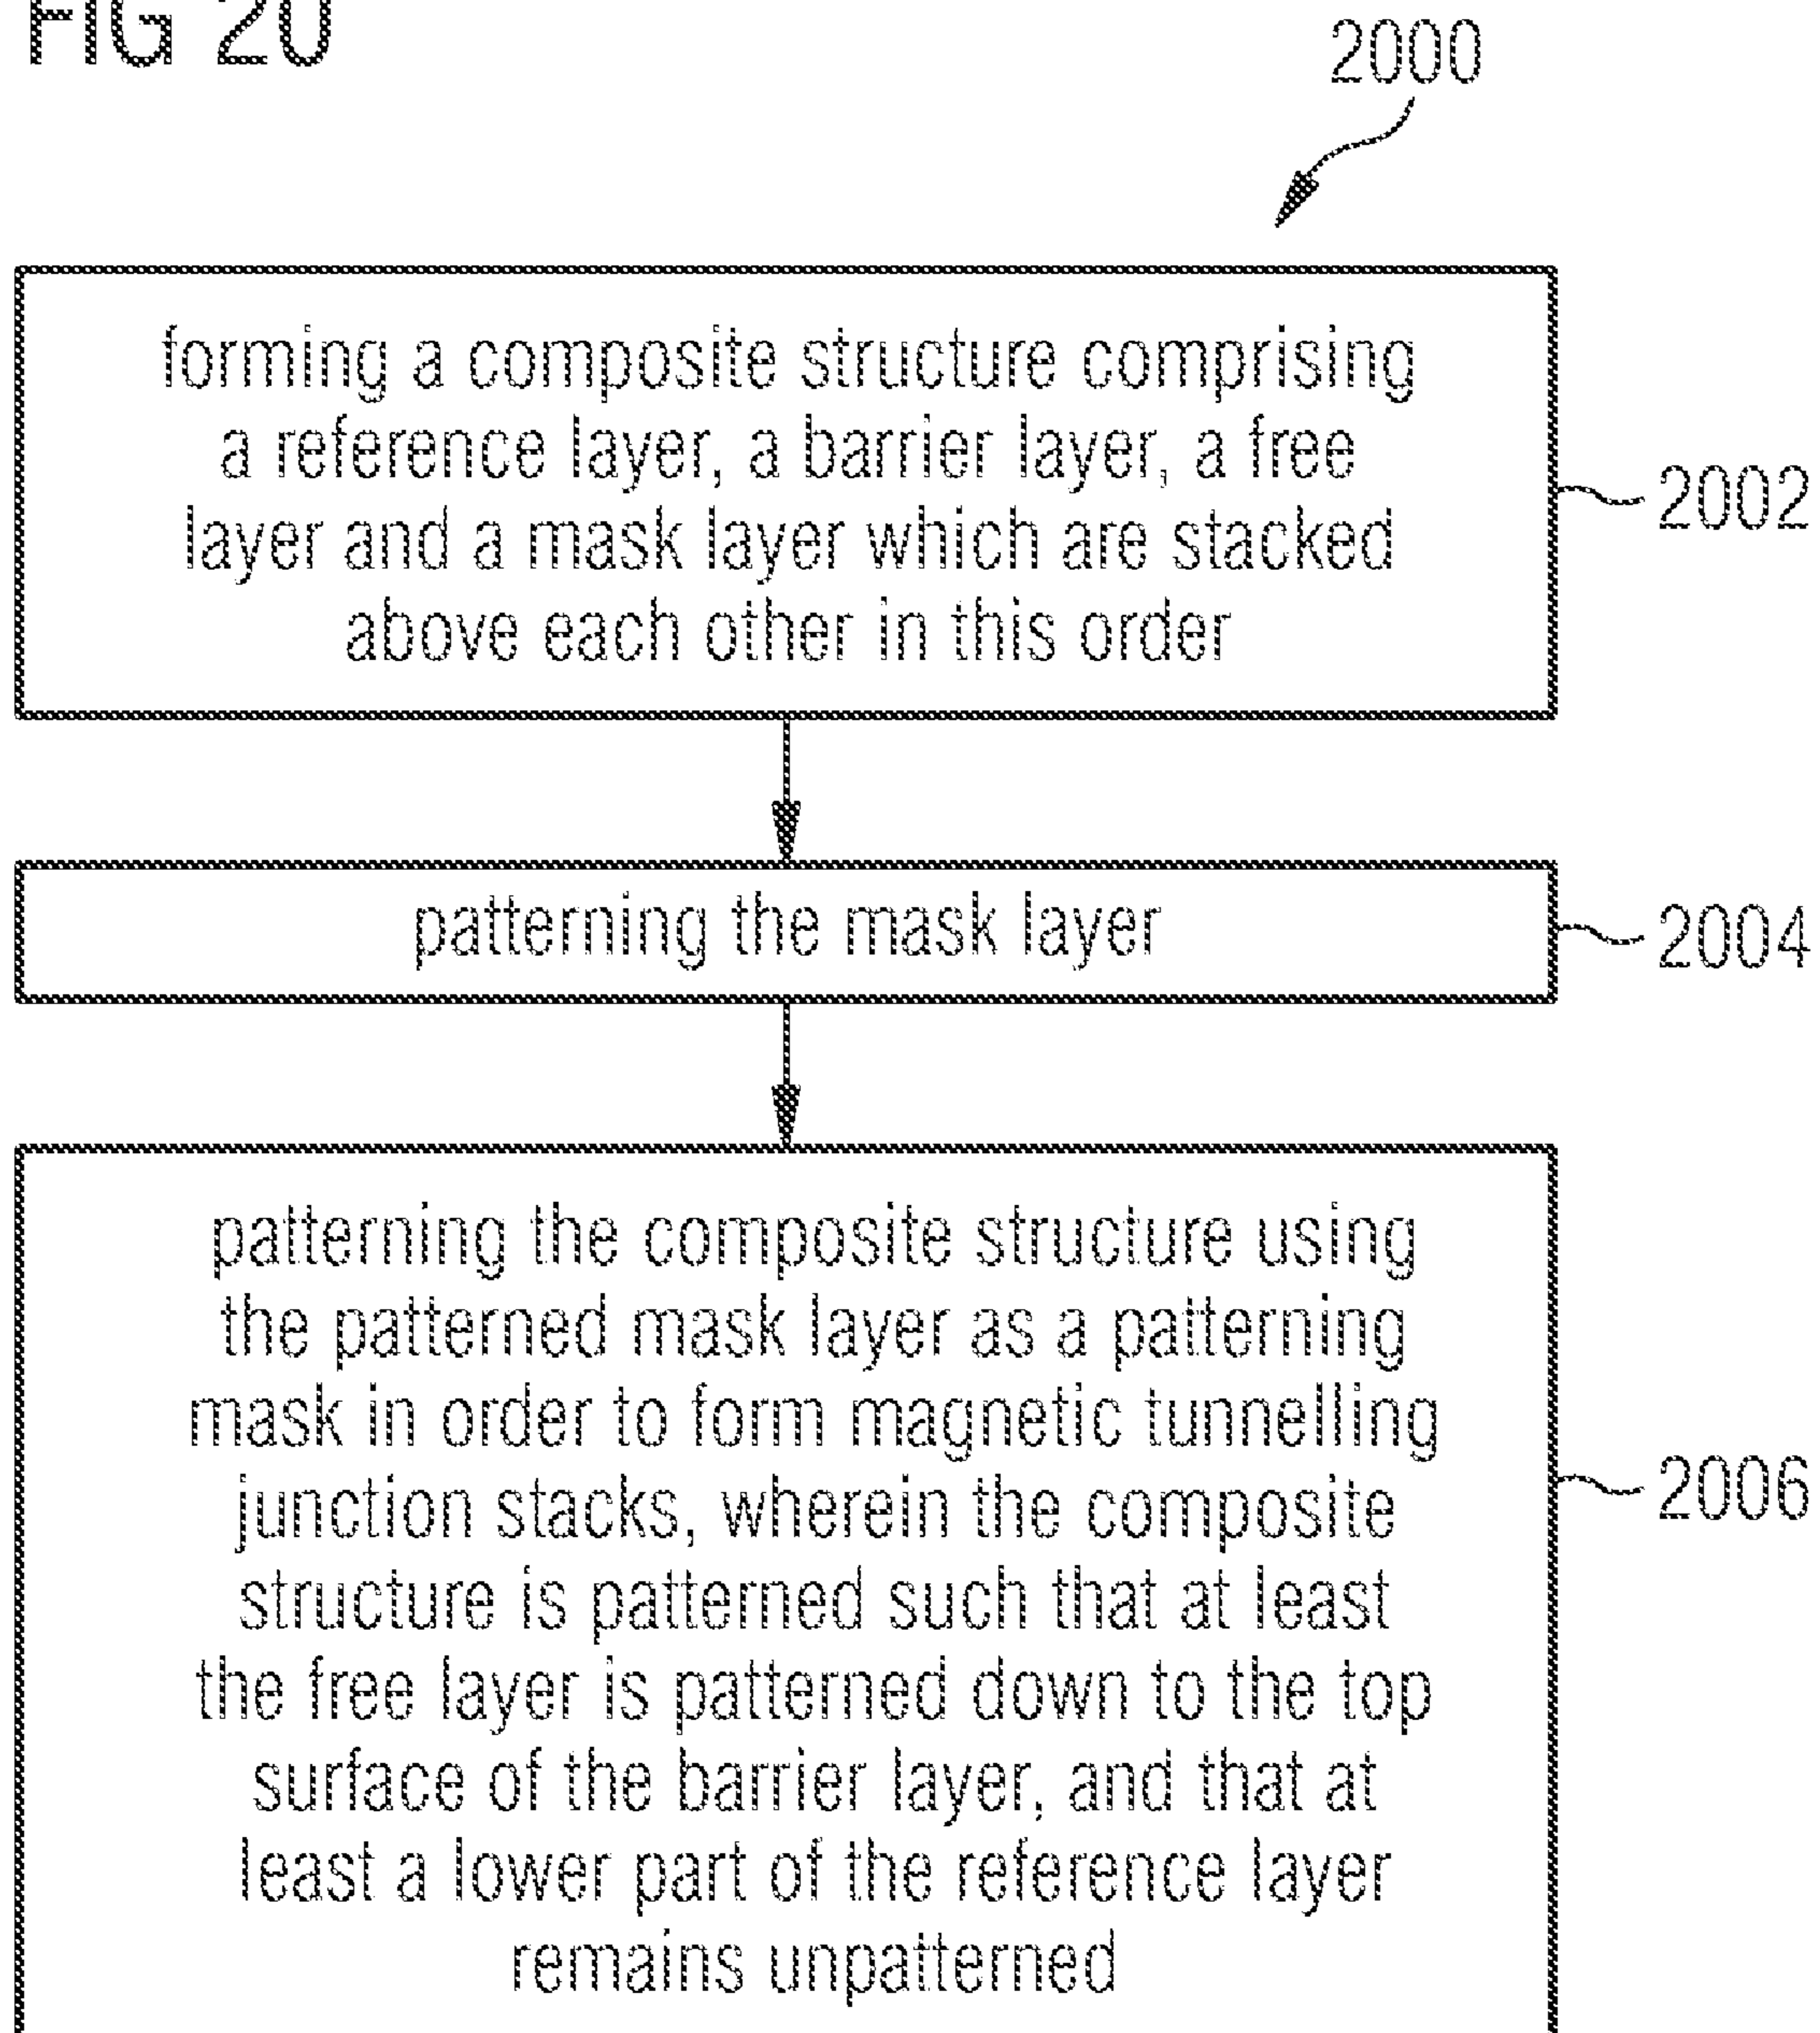 FIG 20
2000
forming a composite structure comprising
a reference layer, a barrier layer, a free
layer and a mask layer which are stacked
above each other in this order
2002
patterning the mask layer
2004
patterning the composite structure using
the patterned mask layer as a patterning
mask in order to form magnetic tunnelling
junction stacks, wherein the composite
structure is patterned such that at least
the free layer is patterned down to the top
surface of the barrier layer, and that at
least a lower part of the reference layer
remains unpatterned
2006